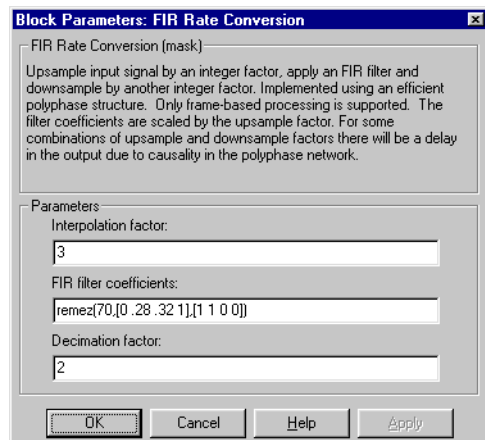 Block Parameters: FIR Rate Conversion
FIR Rate Conversion (mask)
Upsample input signal by an integer factor, apply an FIR filter and
downsample by another integer factor. Implemented using an efficient
polyphase structure. Only frame-based processing is supported. The
filter coefficients are scaled by the upsample factor. For some
combinations of upsample and downsample factors there will be a delay
in the output due to causality in the polyphase network.
Parameters
Interpolation factor:
3
FIR filter coefficients:
remez(70,[0 .28 .32 1],[1 1 0 0])
Decimation factor:
2
OK Cancel Help Apply